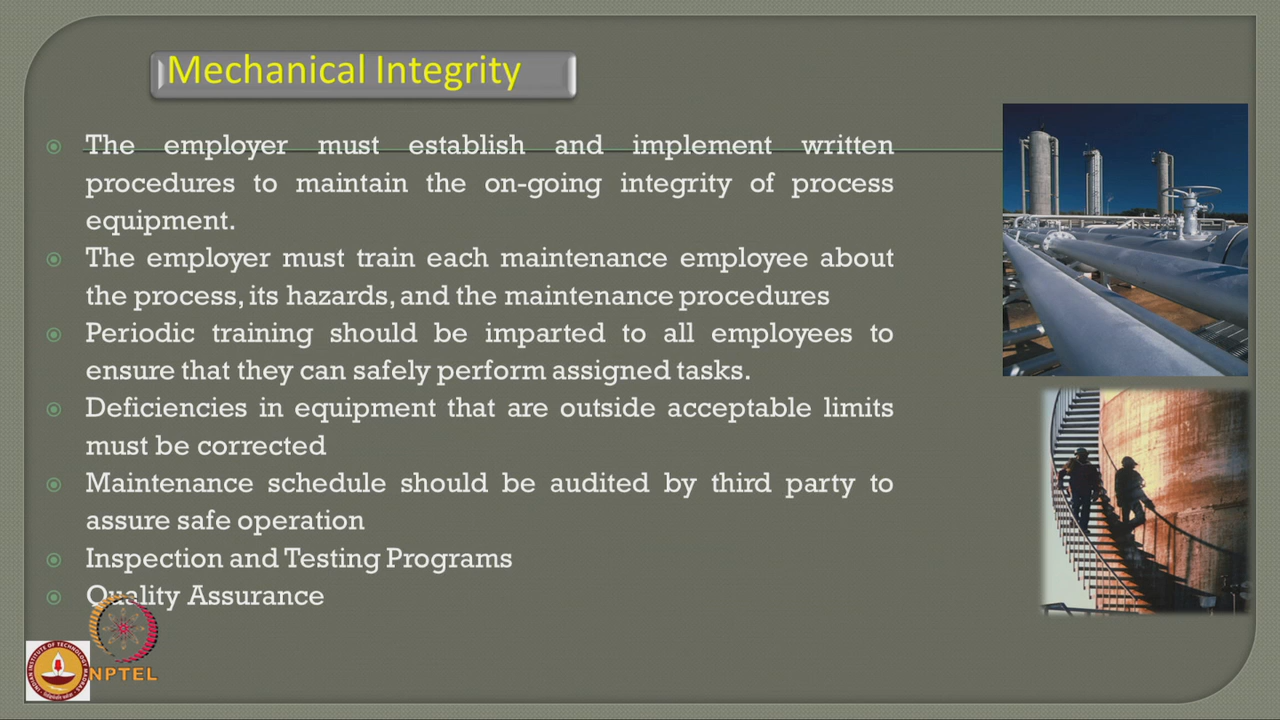 Mechanical Integrity
The employer must establish and implement written
procedures to maintain the on-going integrity of process
equipment.
The employer must train each maintenance employee about
the process, its hazards, and the maintenance procedures
Periodic training should be imparted to all employees to
ensure that they can safely perform assigned tasks.
Deficiencies in equipment that are outside acceptable limits
must be corrected
Maintenance schedule should be audited by third party to
assure safe operation
Inspection and Testing Programs
Quality Assurance
NPTEL